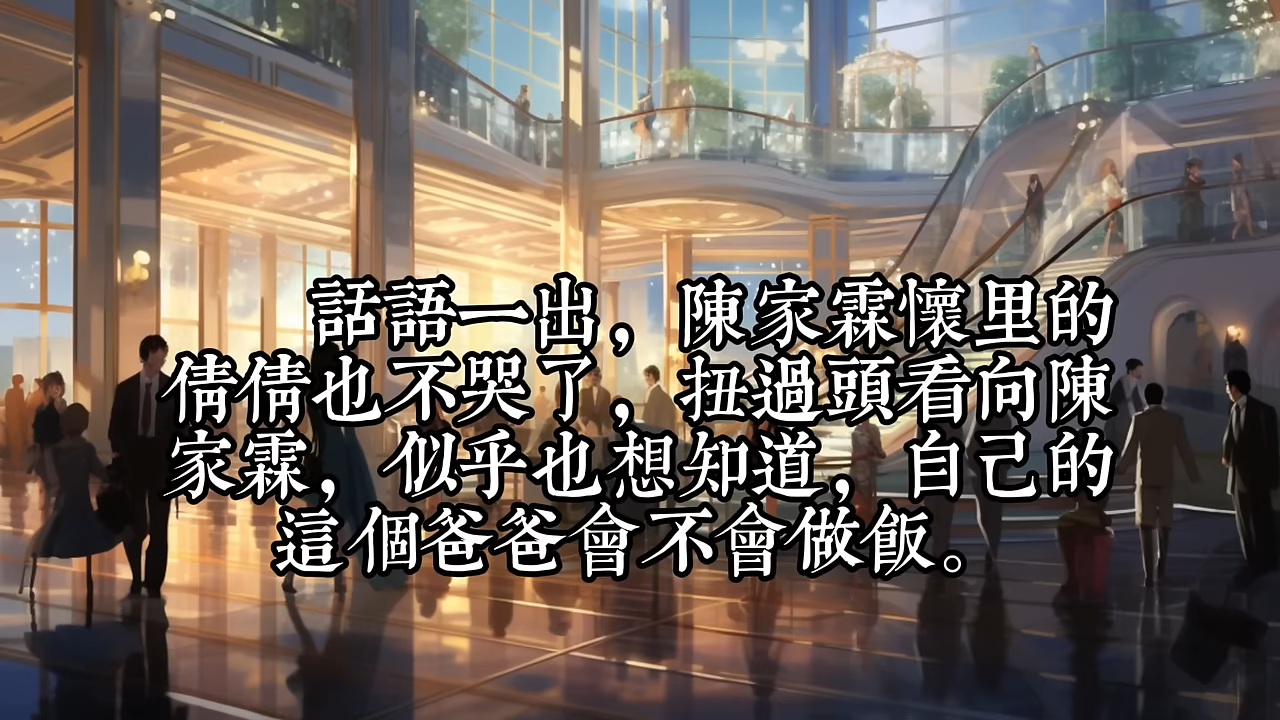 話語一出，陳家霖懷里的
倩倩也不哭了，扭過頭看向陳
家霖，似乎也想知道，自己的
這個爸爸會不會做飯。